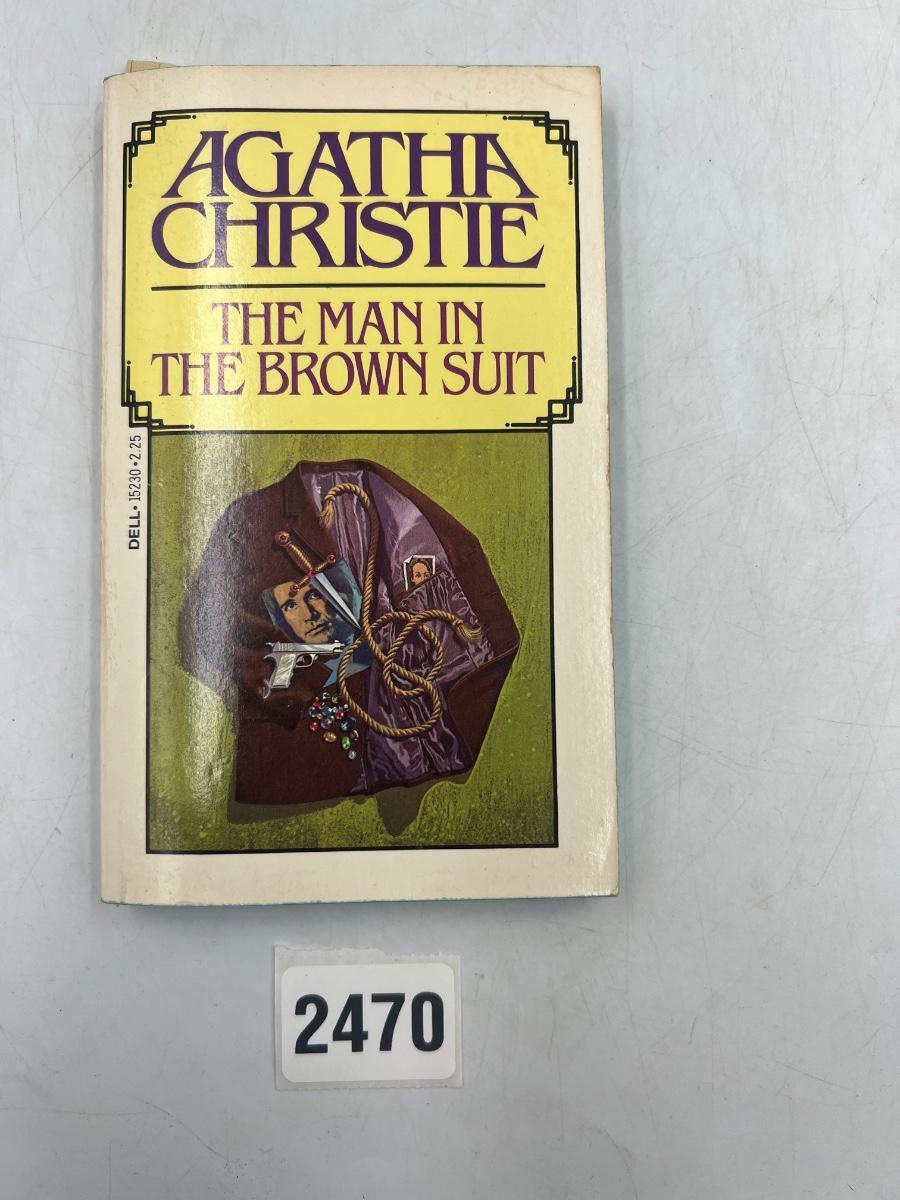 AGATHA
CHRISTIE
THE MAN IN
THE BROWN SUIT
DELL • 15230 • 2.25
2470